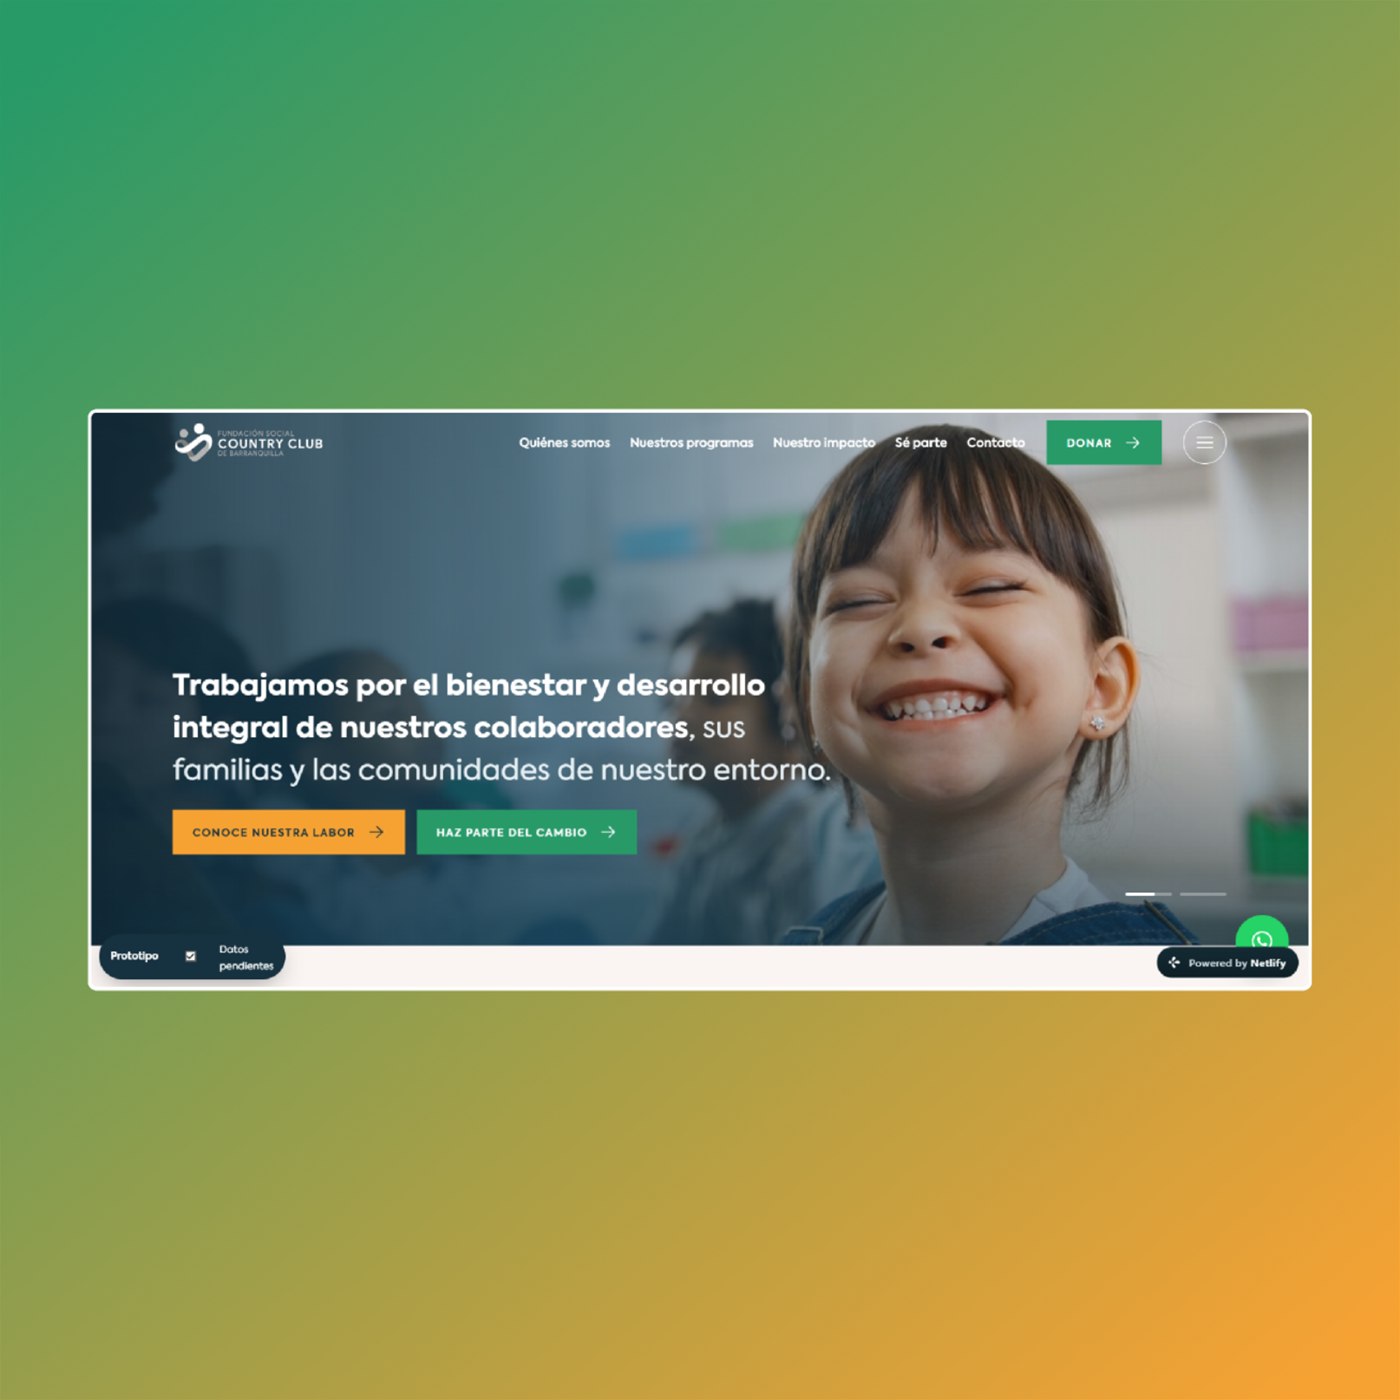 FUNDACIÓN SOCIAL
COUNTRY CLUB
DE BARRANQUILLA
Quiénes somos
Nuestros programas
Nuestro impacto
Sé parte
Contacto
DONAR
Trabajamos por el bienestar y desarrollo
integral de nuestros colaboradores, sus
familias y las comunidades de nuestro entorno.
CONOCE NUESTRA LABOR
HAZ PARTE DEL CAMBIO
Prototipo
Datos
pendientes
Powered by Netlify